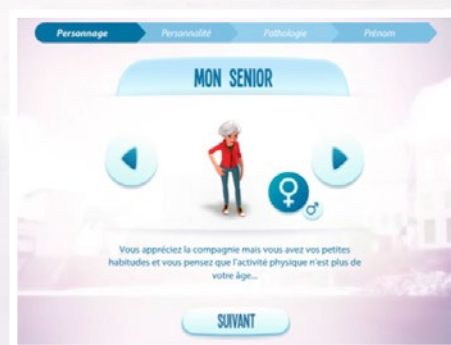 Personnage Personnalité Pathologie Prénom
MON SENIOR
Vous appréciez la compagnie mais vous avez vos petites
habitudes et vous pensez que l'activité physique n'est plus de
votre âge...
SUIVANT